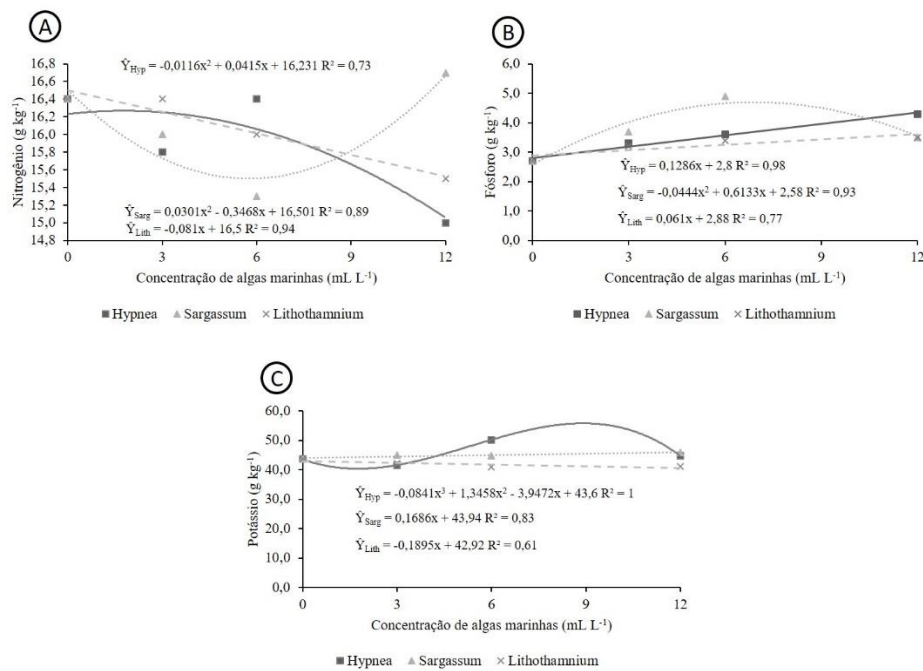 A
16,8
16,6
16,4
16,2
16,0
15,8
15,6
15,4
15,2
15,0
14,8
Nitrogênio (g kg⁻¹)
ŶHyp = -0,0116x² + 0,0415x + 16,231 R² = 0,73
ŶSarg = 0,0301x² - 0,3468x + 16,501 R² = 0,89
ŶLith = -0,081x + 16,5 R² = 0,94
0 3 6 9 12
Concentração de algas marinhas (mL L⁻¹)
Hypnea Sargassum Lithothamnium
B
6,0
5,0
4,0
3,0
2,0
1,0
0,0
Fósforo (g kg⁻¹)
ŶHyp = 0,1286x + 2,8 R² = 0,98
ŶSarg = -0,0444x² + 0,6133x + 2,58 R² = 0,93
ŶLith = 0,061x + 2,88 R² = 0,77
0 3 6 9 12
Concentração de algas marinhas (mL L⁻¹)
Hypnea Sargassum Lithothamnium
C
60,0
50,0
40,0
30,0
20,0
10,0
0,0
Potássio (g kg⁻¹)
ŶHyp = -0,0841x³ + 1,3458x² - 3,9472x + 43,6 R² = 1
ŶSarg = 0,1686x + 43,94 R² = 0,83
ŶLith = -0,1895x + 42,92 R² = 0,61
0 3 6 9 12
Concentração de algas marinhas (mL L⁻¹)
Hypnea Sargassum Lithothamnium